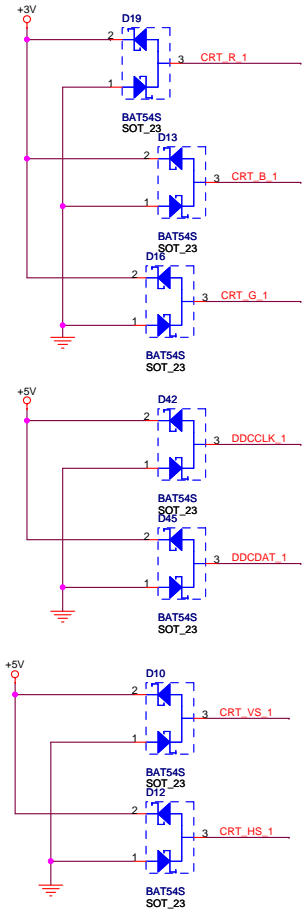 +3V
D19
2
3
CRT_R_1
1
BAT54S
SOT_23
D13
2
3
CRT_B_1
1
BAT54S
SOT_23
D16
2
3
CRT_G_1
1
BAT54S
SOT_23
+5V
D42
2
3
DDCCLK_1
1
BAT54S
SOT_23
D45
2
3
DDCDAT_1
1
BAT54S
SOT_23
+5V
D10
2
3
CRT_VS_1
1
BAT54S
SOT_23
D12
2
3
CRT_HS_1
1
BAT54S
SOT_23